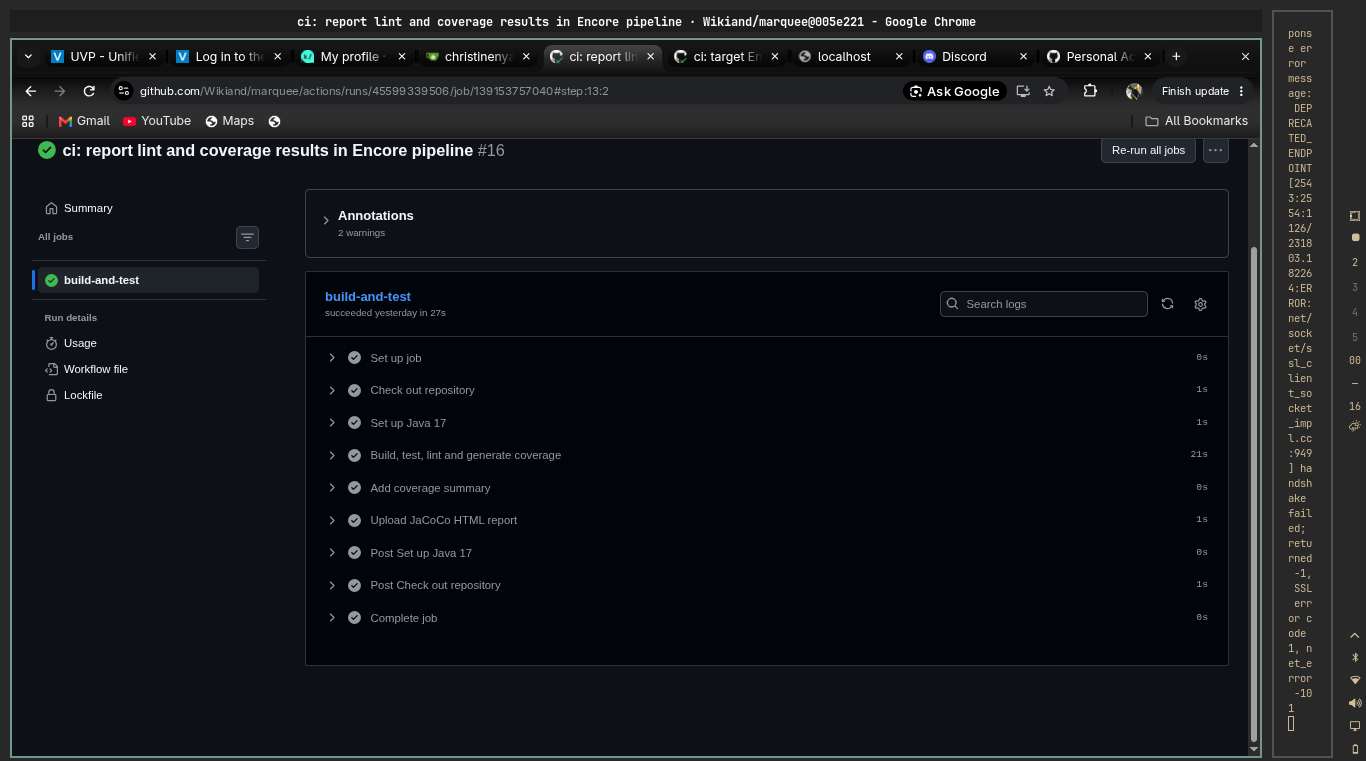 ci: report lint and coverage results in Encore pipeline · Wikiand/marquee@005e221 - Google Chrome
UVP - Unifie
Log in to the
My profile ·
christinenya
ci: report lin
ci: target En
localhost
Discord
Personal Ac
github.com/Wikiand/marquee/actions/runs/45599339506/job/139153757040#step:13:2
Ask Google
Finish update
Gmail
YouTube
Maps
All Bookmarks
ci: report lint and coverage results in Encore pipeline #16
Re-run all jobs
Summary
All jobs
build-and-test
Run details
Usage
Workflow file
Lockfile
Annotations
2 warnings
build-and-test
succeeded yesterday in 27s
Search logs
Set up job 0s
Check out repository 1s
Set up Java 17 1s
Build, test, lint and generate coverage 21s
Add coverage summary 0s
Upload JaCoCo HTML report 1s
Post Set up Java 17 0s
Post Check out repository 1s
Complete job 0s
pons
e er
ror
mess
age:
DEP
RECA
TED_
ENDP
OINT
[254
3:25
54:1
126/
2318
03.1
8226
4:ER
ROR:
net/
sock
et/s
sl_c
lien
t_so
cket
_imp
l.cc
:949
] ha
ndsh
ake
fail
ed;
retu
rned
-1,
SSL
err
or c
ode
1, n
et_e
rror
-10
1
2
3
4
5
00
—
16